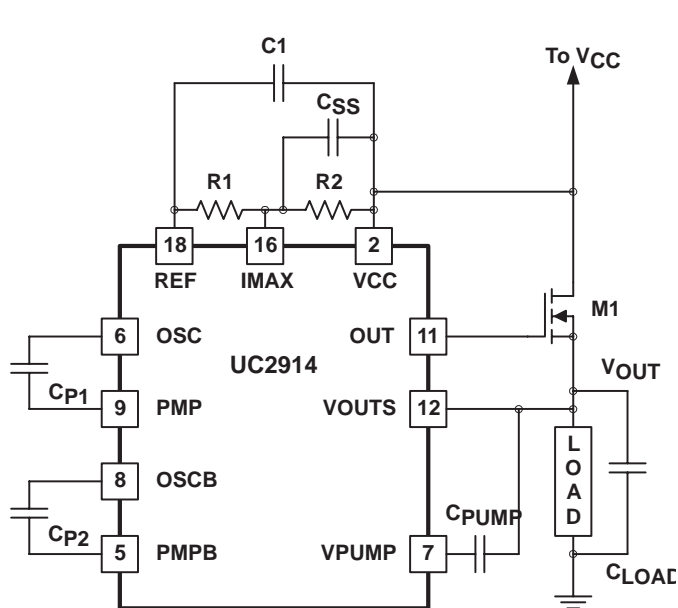 C1
To VCC
CSS
R1
R2
18
16
2
REF
IMAX
VCC
M1
6
OSC
OUT
11
UC2914
VOUT
CP1
9
PMP
VOUTS
12
LOAD
8
OSCB
CPUMP
CP2
5
PMPB
VPUMP
7
CLOAD